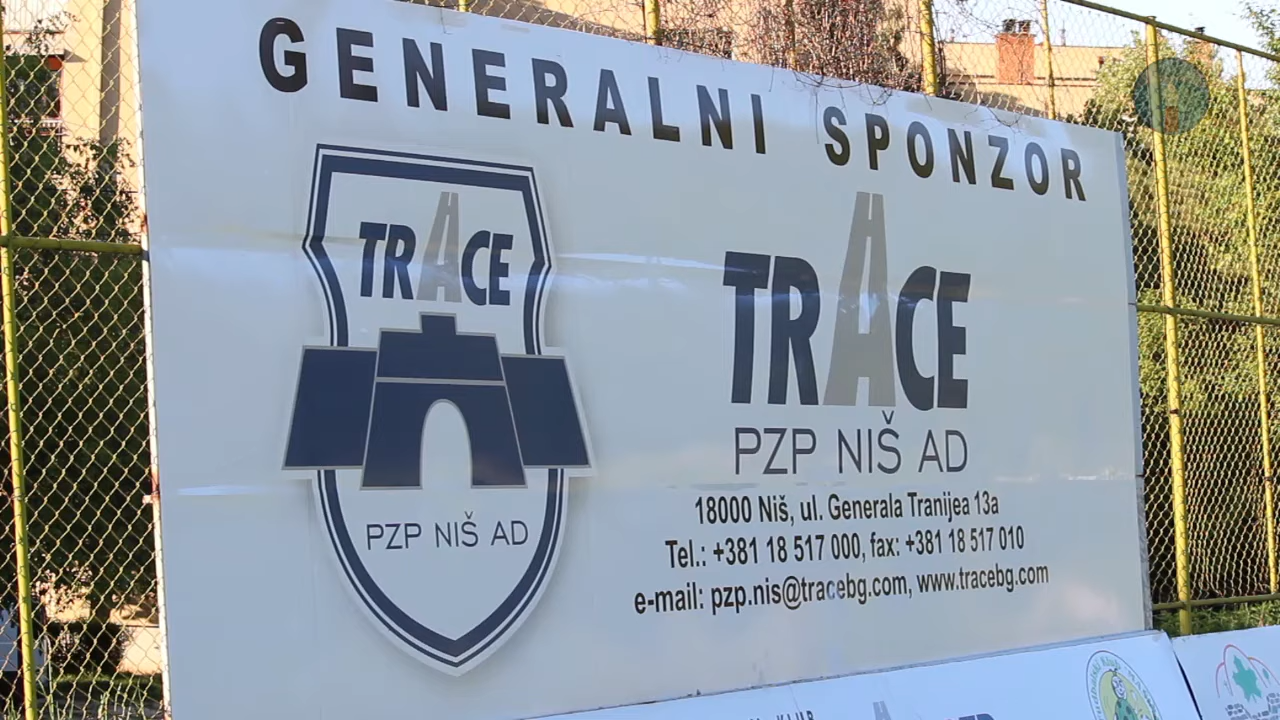 GENERALNI SPONZOR
TRACE
PZP NIŠ AD
TRACE
PZP NIŠ AD
18000 Niš, ul. Generala Tranijea 13a
Tel.: +381 18 517 000, fax: +381 18 517 010
e-mail: pzp.nis@tracebg.com, www.tracebg.com